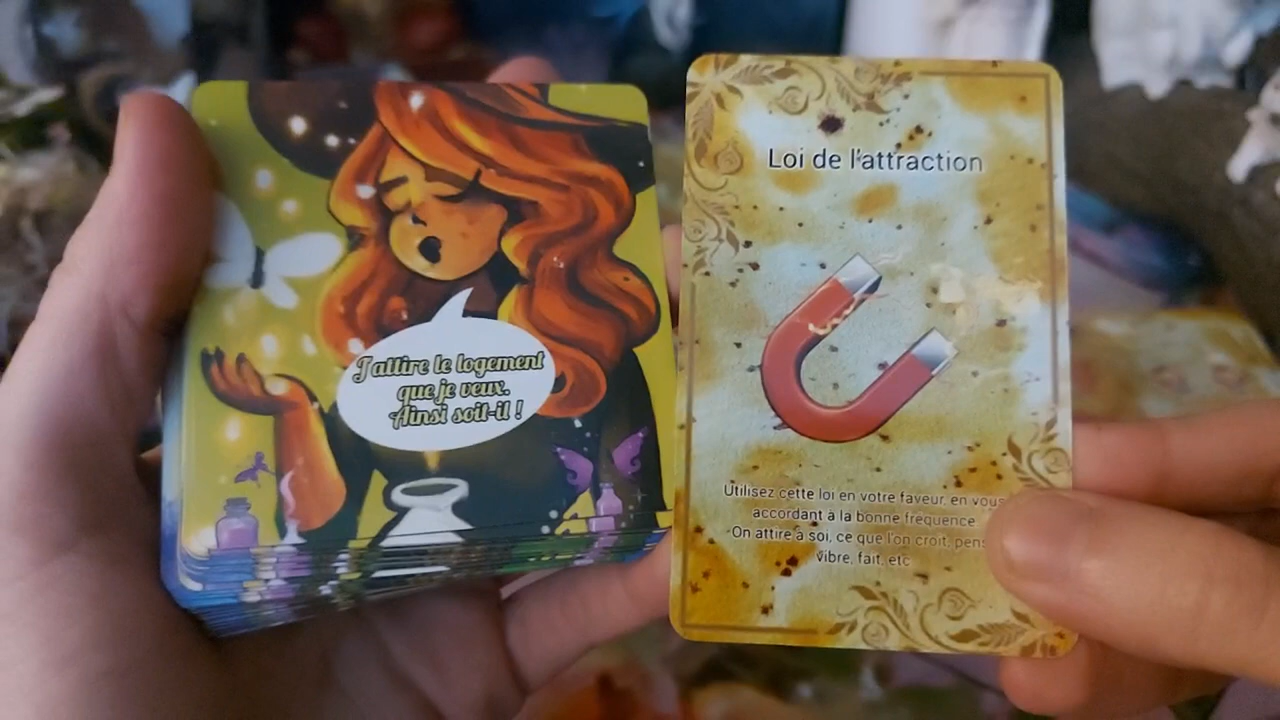 J'attire le logement
que je veux.
Ainsi soit-il !
Loi de l'attraction
Utilisez cette loi en votre faveur, en vous
accordant à la bonne fréquence
On attire à soi, ce que l'on croit,
vibre, fait, etc